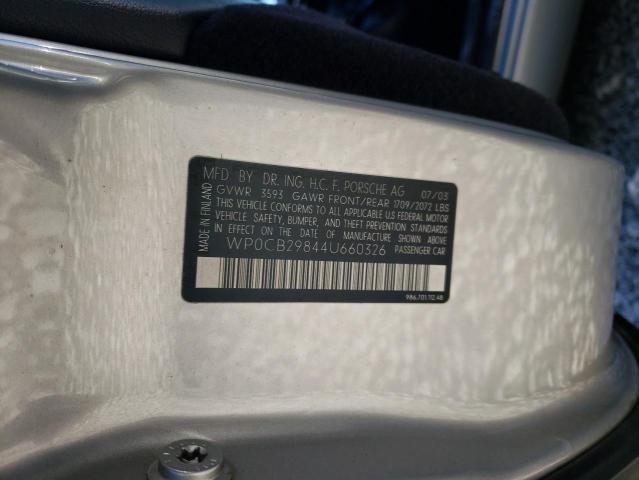 MFD BY DR. ING. H.C. F. PORSCHE AG 07/03
GVWR 3593 GAWR FRONT/REAR 1709/2072 LBS
THIS VEHICLE CONFORMS TO ALL APPLICABLE U.S FEDERAL MOTOR
VEHICLE SAFETY, BUMPER, AND THEFT PREVENTION STANDARDS
IN EFFECT ON THE DATE OF MANUFACTURE SHOWN ABOVE.
WP0CB29844U660326 PASSENGER CAR
MADE IN FINLAND
986.701.112.48